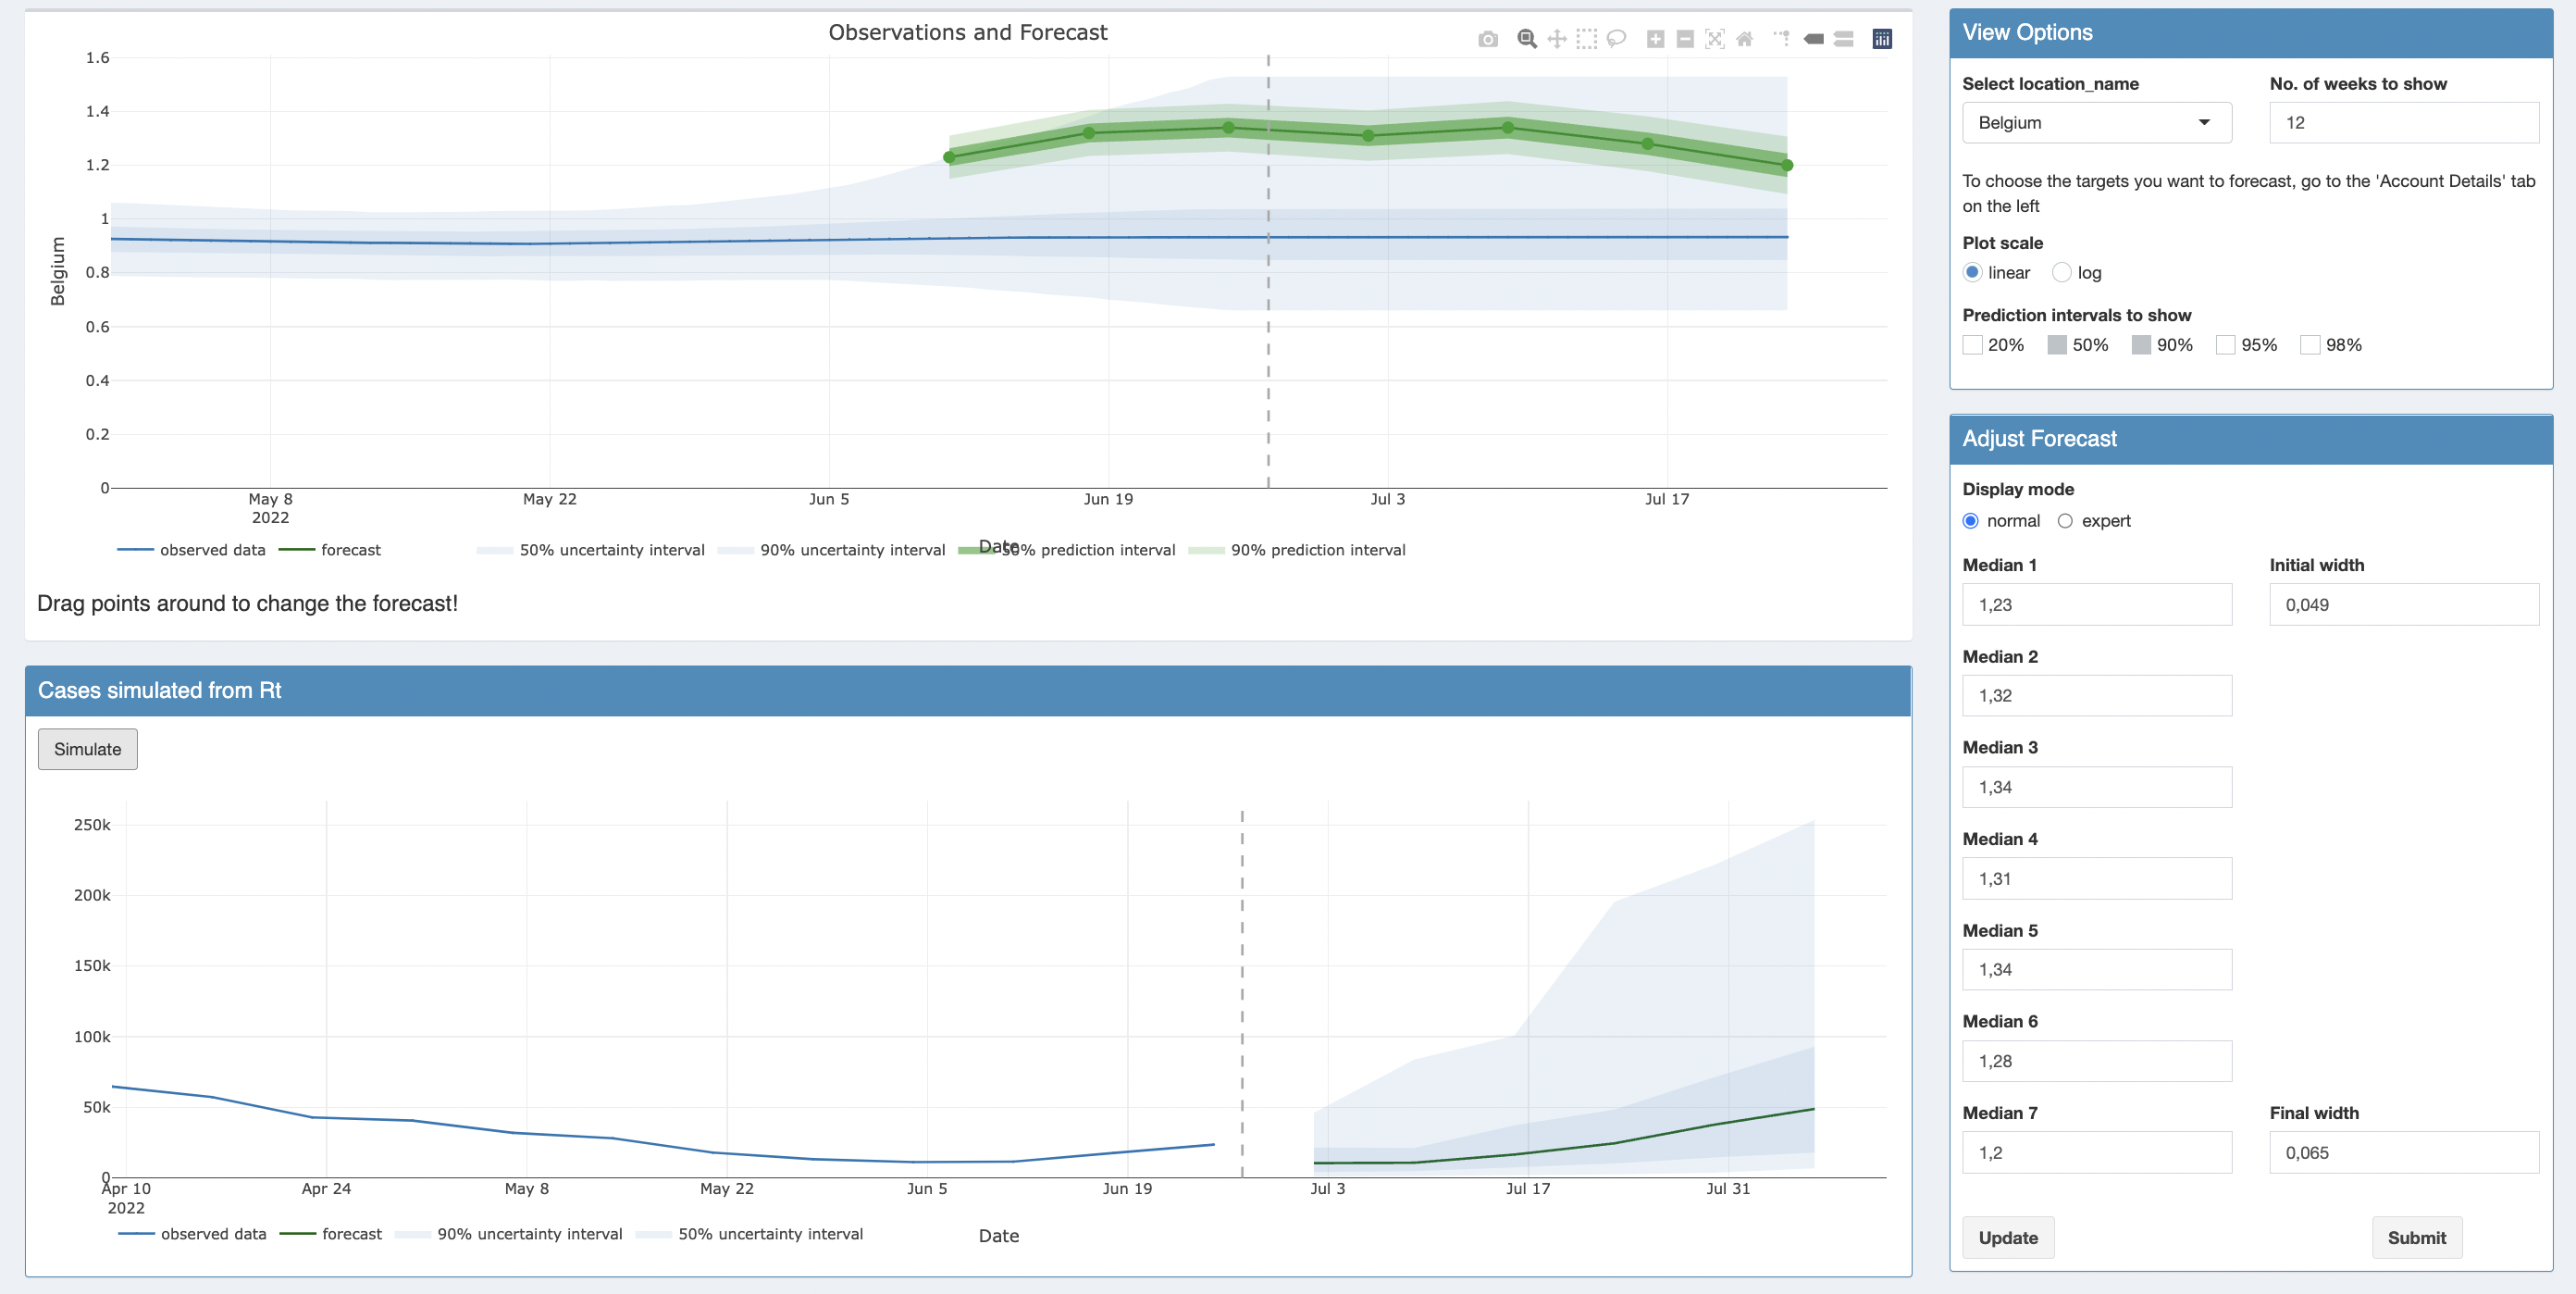 Observations and Forecast
1.6
1.4
1.2
1
0.8
0.6
0.4
0.2
0
Belgium
May 8
2022
May 22
Jun 5
Jun 19
Jul 3
Jul 17
Date
observed data
forecast
50% uncertainty interval
90% uncertainty interval
50% prediction interval
90% prediction interval
Drag points around to change the forecast!
Cases simulated from Rt
Simulate
250k
200k
150k
100k
50k
0
Apr 10
2022
Apr 24
May 8
May 22
Jun 5
Jun 19
Jul 3
Jul 17
Jul 31
Date
observed data
forecast
90% uncertainty interval
50% uncertainty interval
View Options
Select location_name
Belgium
No. of weeks to show
12
To choose the targets you want to forecast, go to the 'Account Details' tab
on the left
Plot scale
linear
log
Prediction intervals to show
20%
50%
90%
95%
98%
Adjust Forecast
Display mode
normal
expert
Median 1
1,23
Initial width
0,049
Median 2
1,32
Median 3
1,34
Median 4
1,31
Median 5
1,34
Median 6
1,28
Median 7
1,2
Final width
0,065
Update
Submit